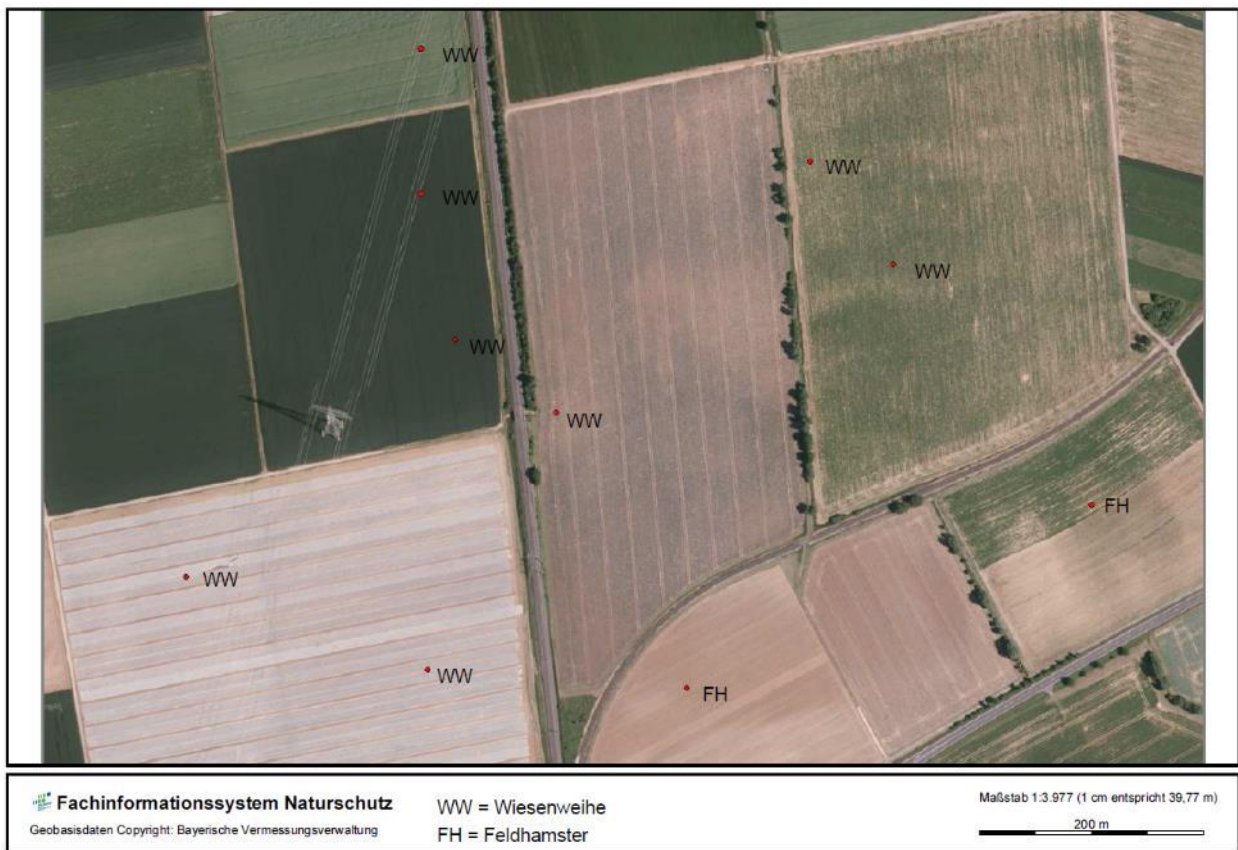 WW
WW
WW
WW
WW
WW
FH
WW
WW
FH
Fachinformationssystem Naturschutz
Geobasisdaten Copyright: Bayerische Vermessungsverwaltung
WW = Wiesenweihe
FH = Feldhamster
Maßstab 1:3.977 (1 cm entspricht 39,77 m)
200 m